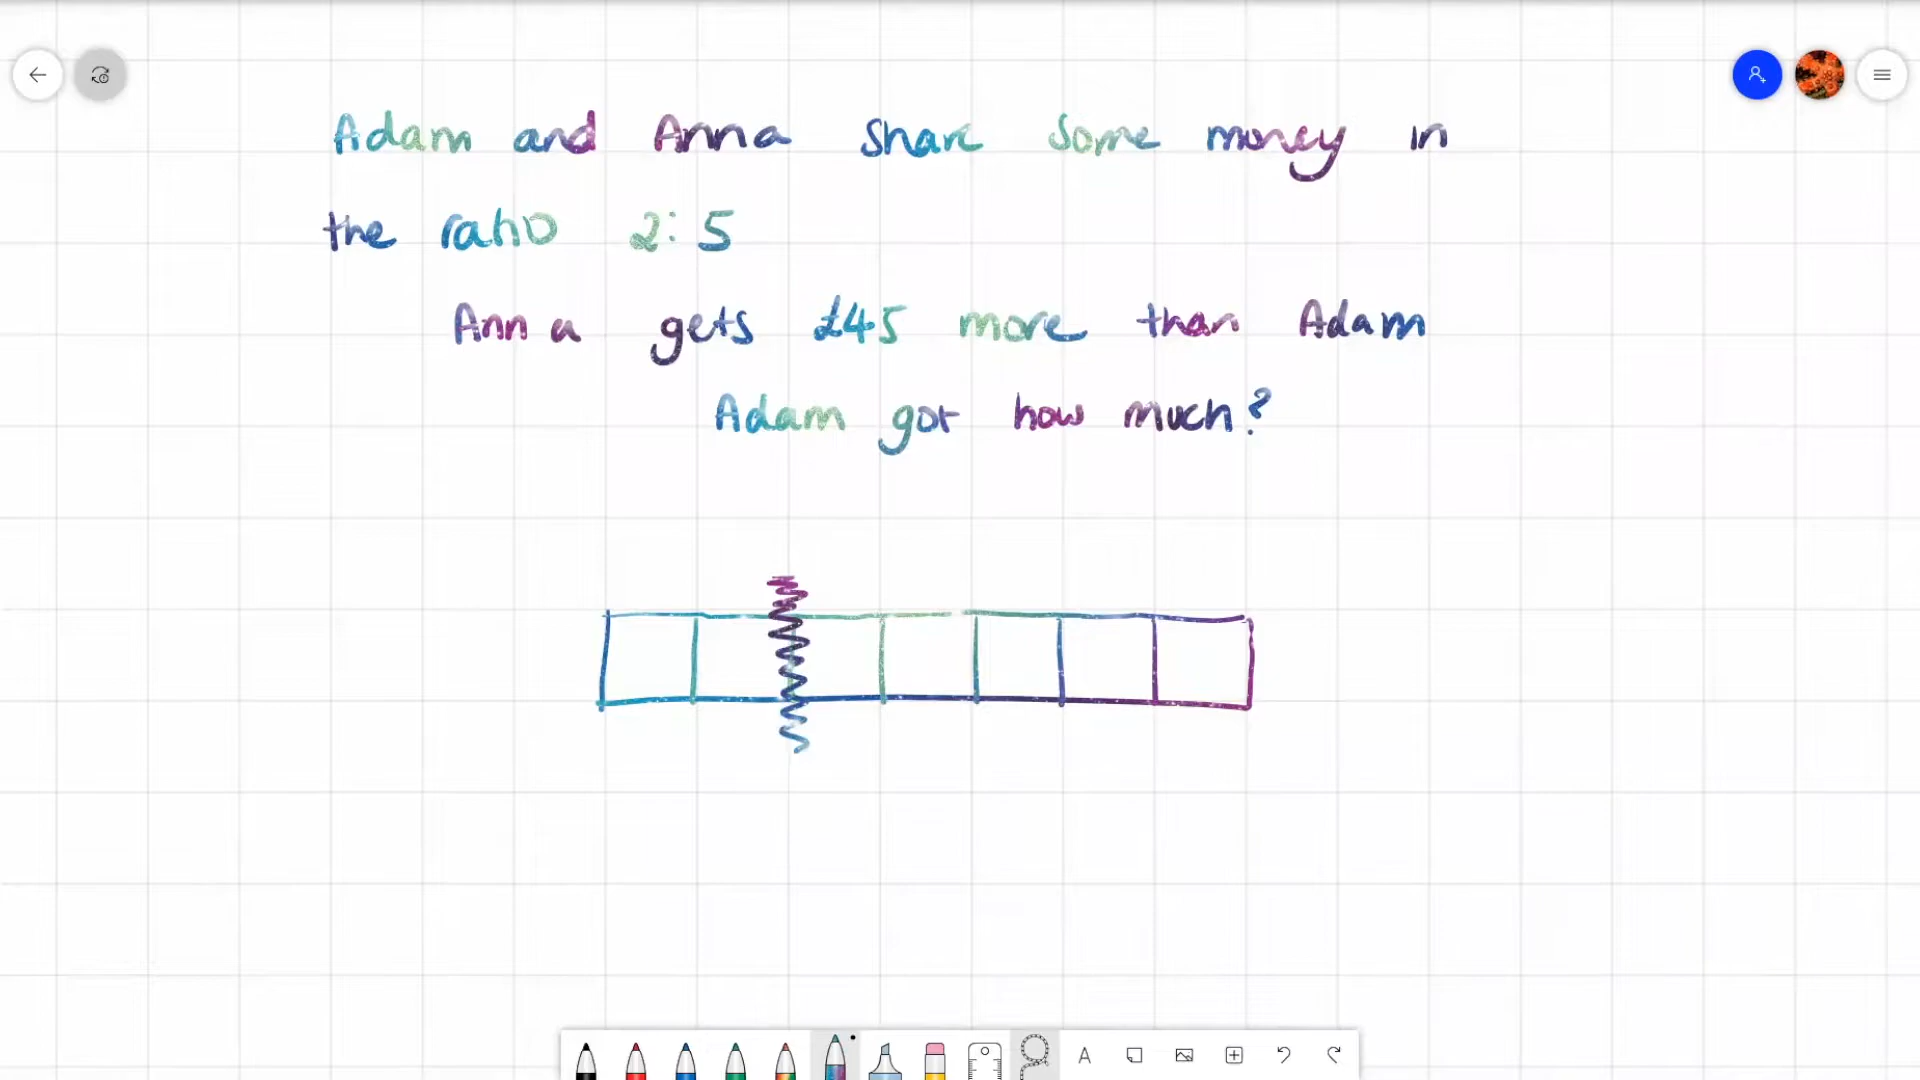 Adam and Anna share some money in
the ratio 2:5
Anna gets £45 more than Adam
Adam got how much?
A